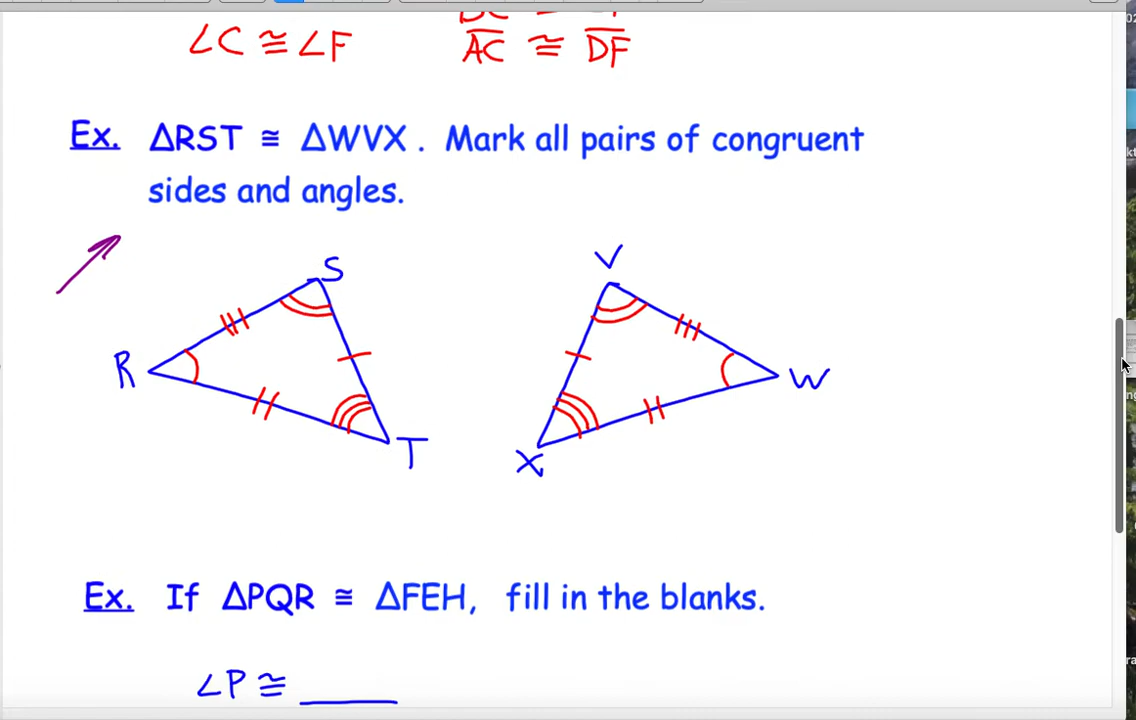 ∠C ≅ ∠F
AC ≅ DF
Ex. ΔRST ≅ ΔWVX. Mark all pairs of congruent
sides and angles.
S
V
R
W
T
X
Ex. If ΔPQR ≅ ΔFEH, fill in the blanks.
∠P ≅ ____